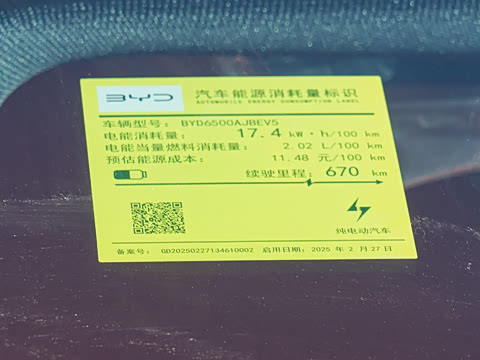 BYD 汽车能源消耗量标识
AUTOMOBILE ENERGY CONSUMPTION LABEL
车辆型号： BYD6500AJBEV5
电能消耗量： 17.4 kW·h/100 km
电能当量燃料消耗量： 2.02 L/100 km
预估能源成本： 11.48 元/100 km
续驶里程：670 km
纯电动汽车
备案号： GD20250227134610002 启用日期：2025 年 2 月 27 日